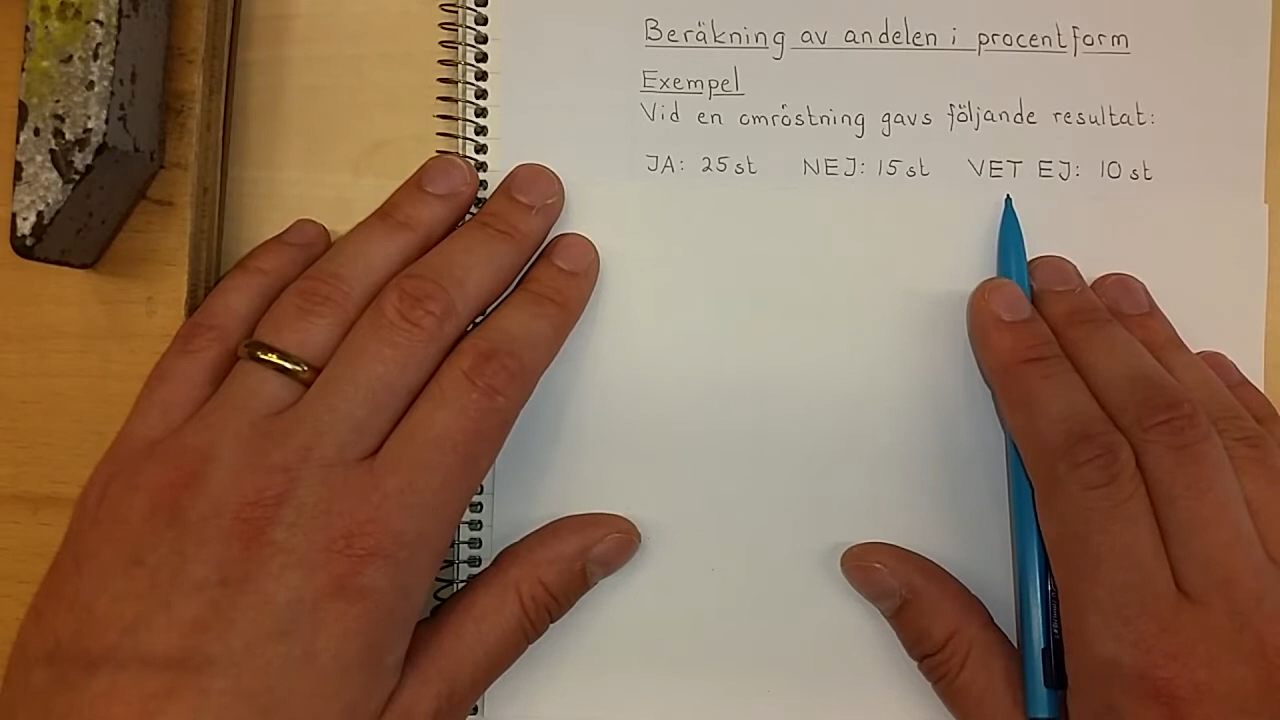 Beräkning av andelen i procentform
Exempel
Vid en omröstning gavs följande resultat:
JA: 25 st NEJ: 15 st VET EJ: 10 st